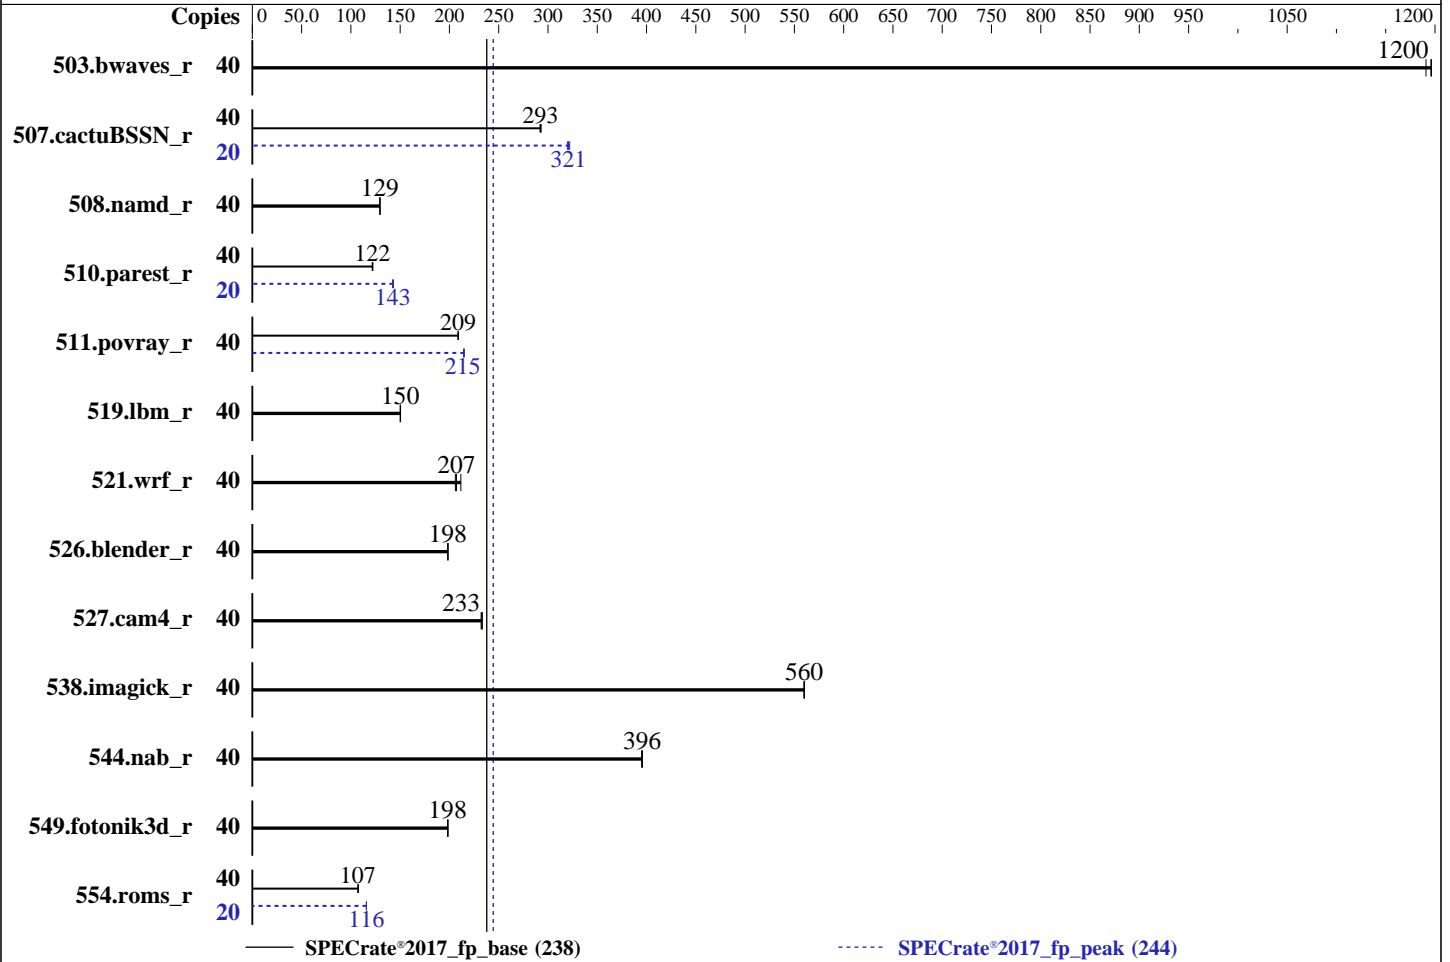 Copies 0 50.0 100 150 200 250 300 350 400 450 500 550 600 650 700 750 800 850 900 950 1050 1200
503.bwaves_r 40 1200
507.cactuBSSN_r 40 293
20 321
508.namd_r 40 129
510.parest_r 40 122
20 143
511.povray_r 40 209
215
519.lbm_r 40 150
521.wrf_r 40 207
526.blender_r 40 198
527.cam4_r 40 233
538.imagick_r 40 560
544.nab_r 40 396
549.fotonik3d_r 40 198
554.roms_r 40 107
20 116
SPECrate®2017_fp_base (238) SPECrate®2017_fp_peak (244)